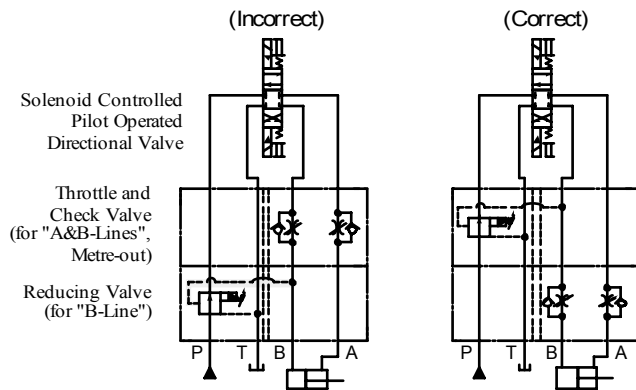 (Incorrect)
(Correct)
Solenoid Controlled
Pilot Operated
Directional Valve
Throttle and
Check Valve
(for "A&B-Lines",
Metre-out)
Reducing Valve
(for "B-Line")
P T B A
P T B A